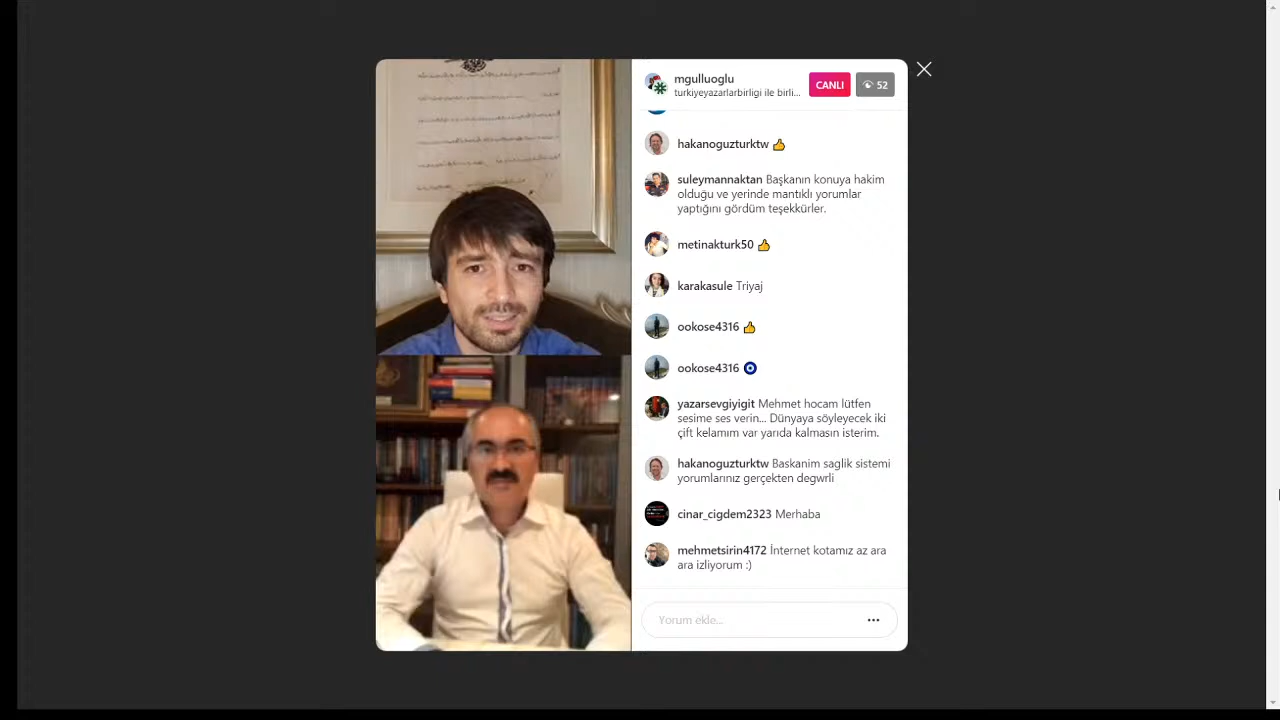 mgulluoglu
turkiyeyazarlarbirligi ile birli...
CANLI
52
hakanoguzturktw 👍
suleymannaktan Başkanın konuya hakim
olduğu ve yerinde mantıklı yorumlar
yaptığını gördüm teşekkürler.
metinakturk50 👍
karakasule Triyaj
ookose4316 👍
ookose4316 🧿
yazarsevgiyigit Mehmet hocam lütfen
sesime ses verin... Dünyaya söyleyecek iki
çift kelamım var yarıda kalmasın isterim.
hakanoguzturktw Baskanim saglik sistemi
yorumlarınız gerçekten degwrli
cinar_cigdem2323 Merhaba
mehmetsirin4172 İnternet kotamız az ara
ara izliyorum :)
Yorum ekle...